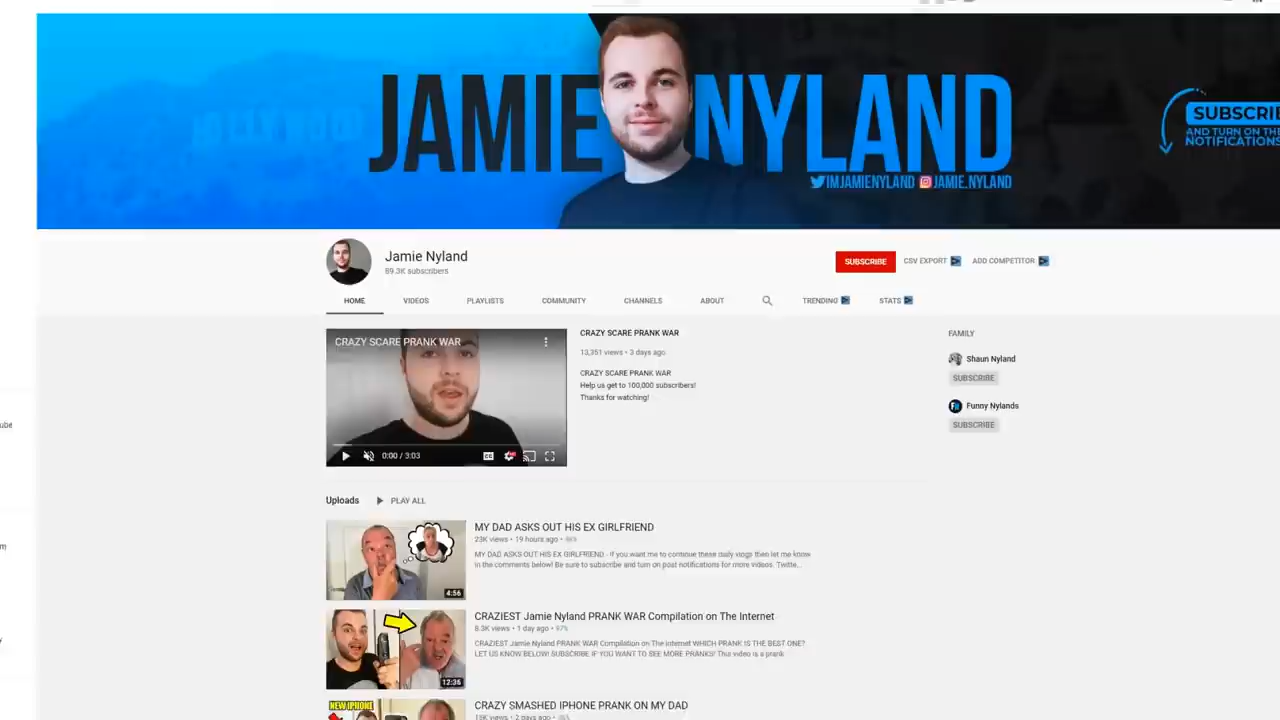 JAMIE NYLAND
SUBSCRIBE
AND TURN ON THE
NOTIFICATIONS
IMJAMIENYLAND JAMIE.NYLAND
Jamie Nyland
89.3K subscribers
SUBSCRIBE CSV EXPORT ADD COMPETITOR
HOME VIDEOS PLAYLISTS COMMUNITY CHANNELS ABOUT TRENDING STATS
CRAZY SCARE PRANK WAR
0:00 / 3:03
CRAZY SCARE PRANK WAR
13,351 views • 3 days ago
CRAZY SCARE PRANK WAR
Help us get to 100,000 subscribers!
Thanks for watching!
FAMILY
Shaun Nyland
SUBSCRIBE
Funny Nylands
SUBSCRIBE
Uploads PLAY ALL
4:56
MY DAD ASKS OUT HIS EX GIRLFRIEND
23K views • 19 hours ago
MY DAD ASKS OUT HIS EX GIRLFRIEND - If you want me to continue these daily vlogs then let me know
in the comments below! Be sure to subscribe and turn on post notifications for more videos. Twitte...
12:36
CRAZIEST Jamie Nyland PRANK WAR Compilation on The Internet
8.3K views • 1 day ago • 97%
CRAZIEST Jamie Nyland PRANK WAR Compilation on The Internet WHICH PRANK IS THE BEST ONE?
LET US KNOW BELOW! SUBSCRIBE IF YOU WANT TO SEE MORE PRANKS! This video is a prank
NEW IPHONE
CRAZY SMASHED IPHONE PRANK ON MY DAD
views • 2 days ago